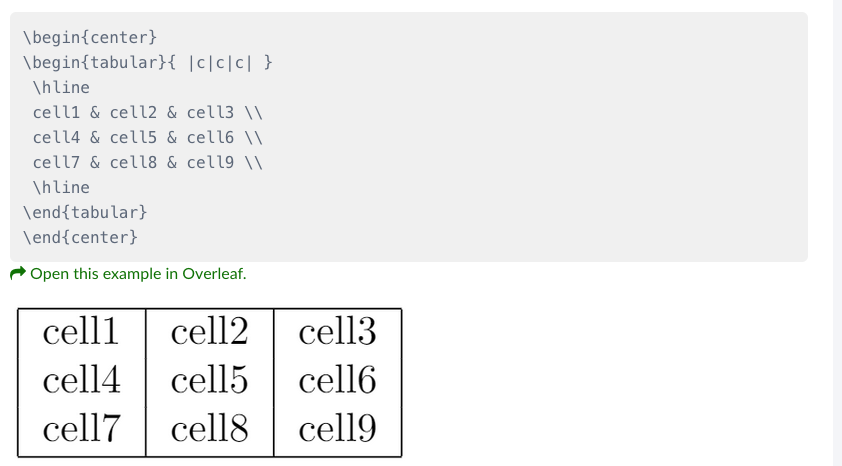 \begin{center}
\begin{tabular}{ |c|c|c| }
 \hline
 cell1 & cell2 & cell3 \\
 cell4 & cell5 & cell6 \\
 cell7 & cell8 & cell9 \\
 \hline
\end{tabular}
\end{center}
Open this example in Overleaf.
cell1 cell2 cell3
cell4 cell5 cell6
cell7 cell8 cell9